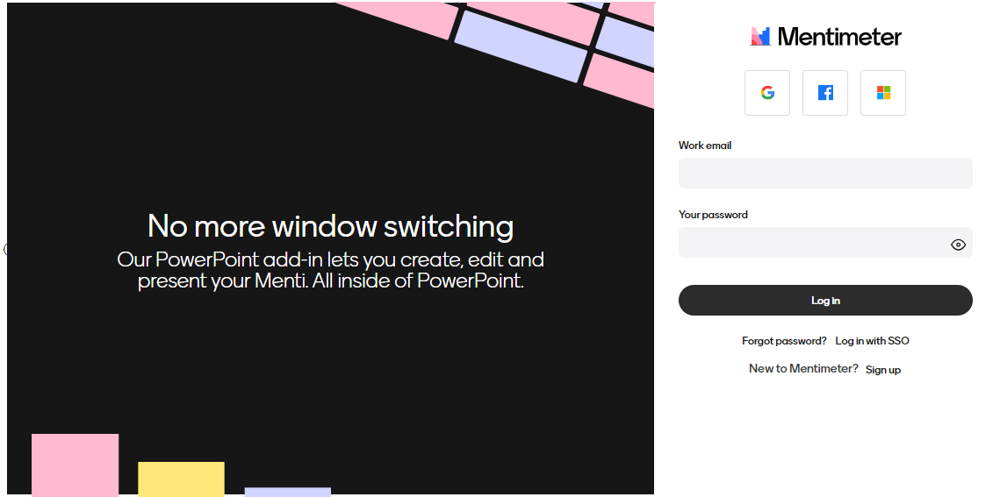 No more window switching
Our PowerPoint add-in lets you create, edit and
present your Menti. All inside of PowerPoint.
Mentimeter
Work email
Your password
Log in
Forgot password? Log in with SSO
New to Mentimeter? Sign up